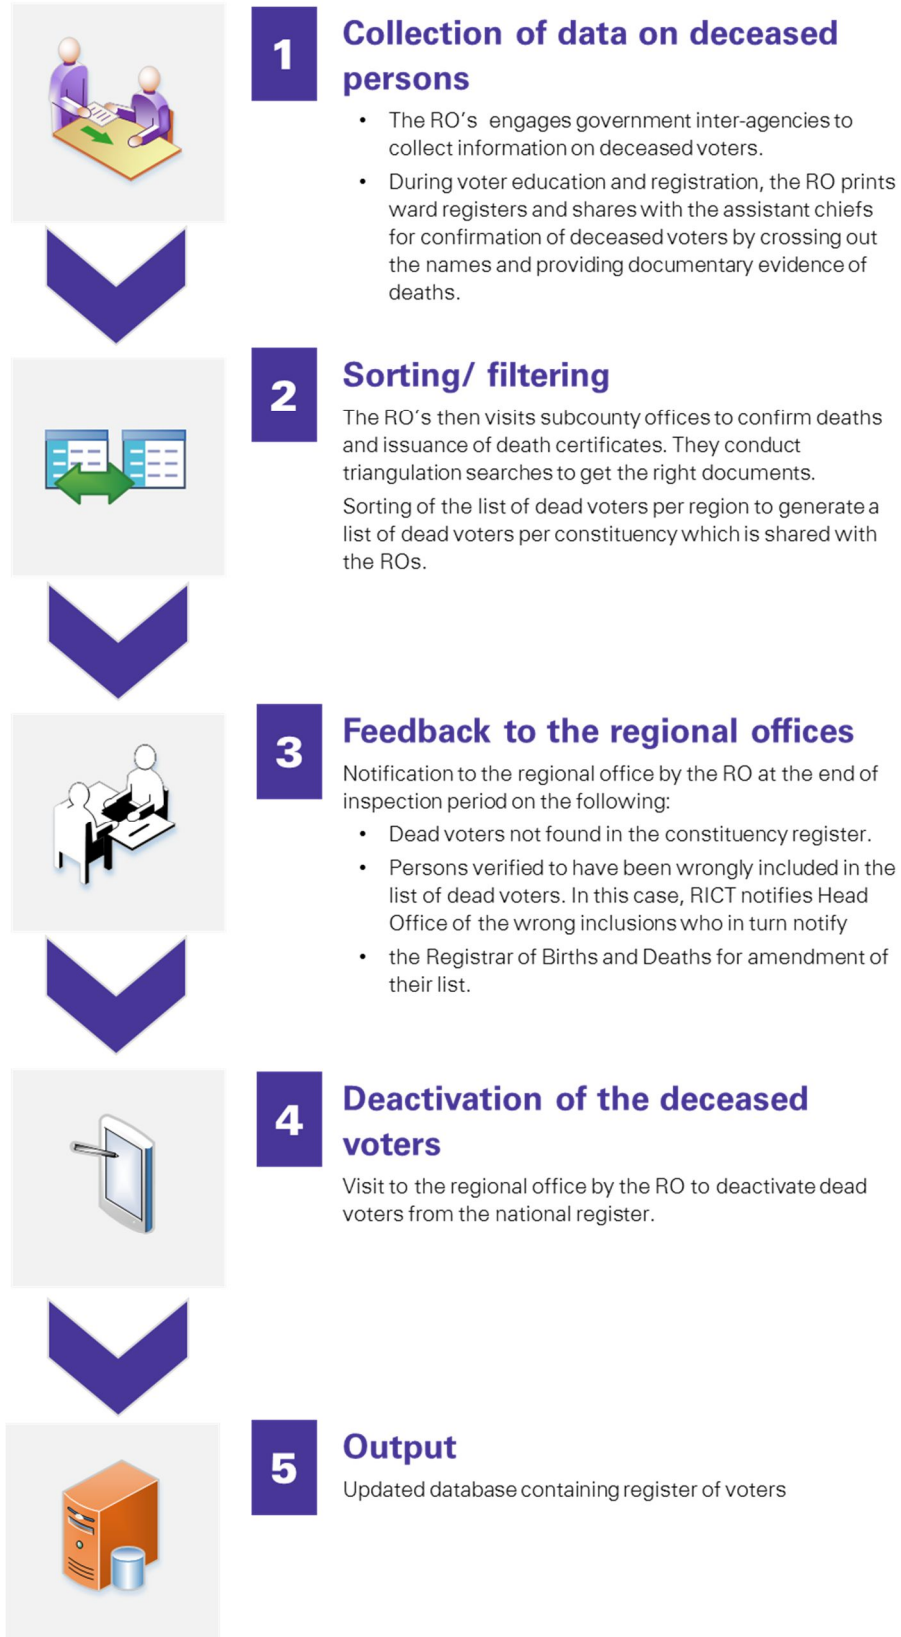 1
Collection of data on deceased
persons
• The RO's engages government inter-agencies to
collect information on deceased voters.
• During voter education and registration, the RO prints
ward registers and shares with the assistant chiefs
for confirmation of deceased voters by crossing out
the names and providing documentary evidence of
deaths.
2
Sorting/ filtering
The RO's then visits subcounty offices to confirm deaths
and issuance of death certificates. They conduct
triangulation searches to get the right documents.
Sorting of the list of dead voters per region to generate a
list of dead voters per constituency which is shared with
the ROs.
3
Feedback to the regional offices
Notification to the regional office by the RO at the end of
inspection period on the following:
• Dead voters not found in the constituency register.
• Persons verified to have been wrongly included in the
list of dead voters. In this case, RICT notifies Head
Office of the wrong inclusions who in turn notify
• the Registrar of Births and Deaths for amendment of
their list.
4
Deactivation of the deceased
voters
Visit to the regional office by the RO to deactivate dead
voters from the national register.
5
Output
Updated database containing register of voters